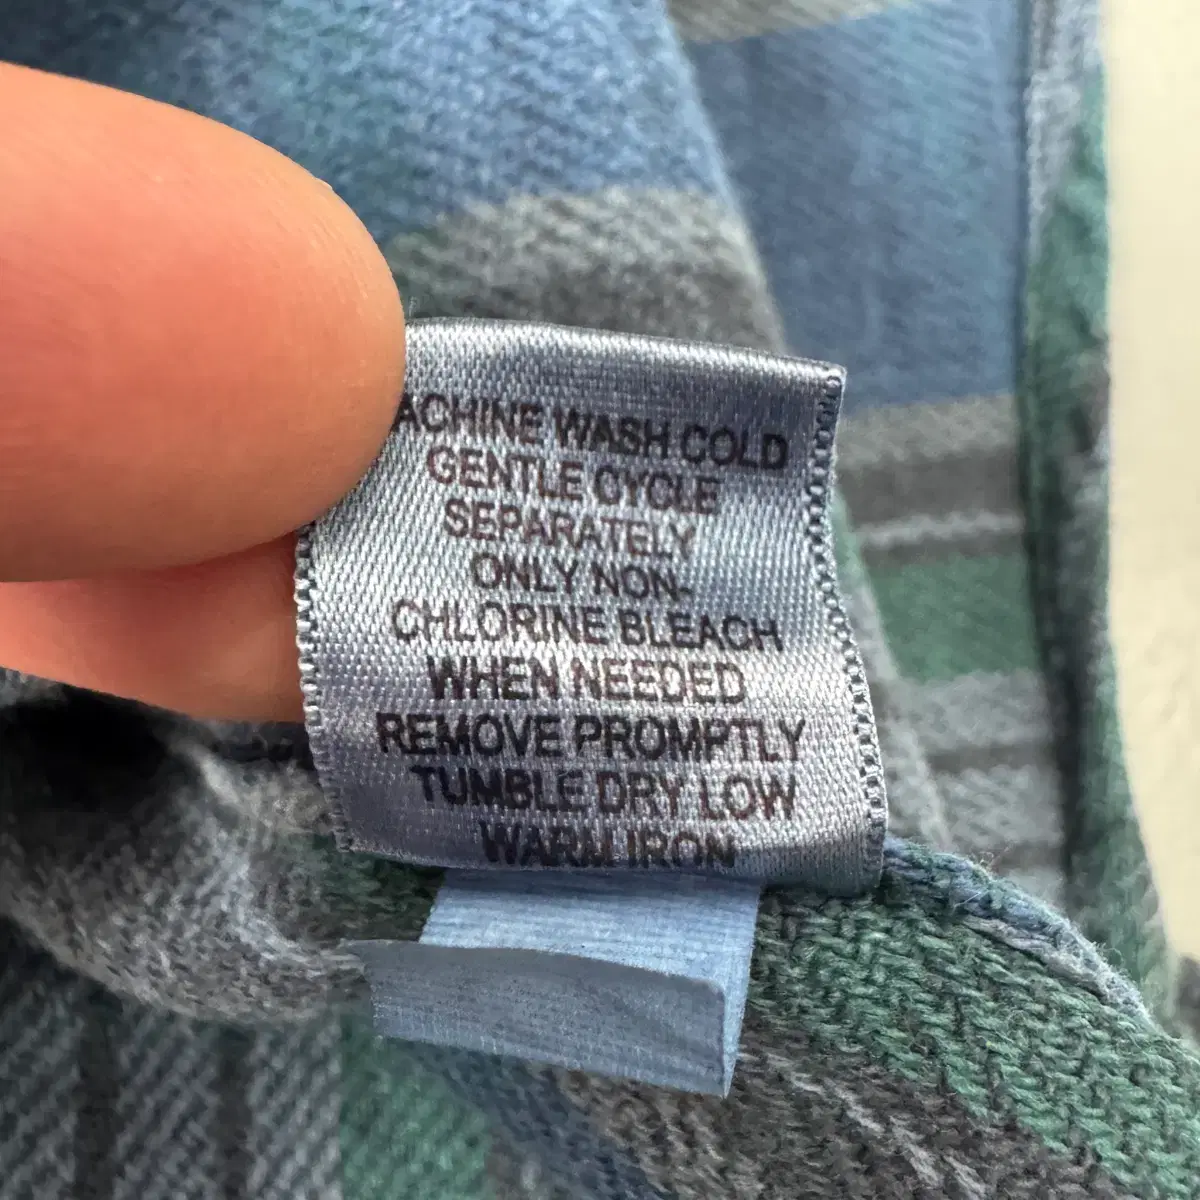 ACHINE WASH COLD
GENTLE CYCLE
SEPARATELY
ONLY NON-
CHLORINE BLEACH
WHEN NEEDED
REMOVE PROMPTLY
TUMBLE DRY LOW
WARM IRON